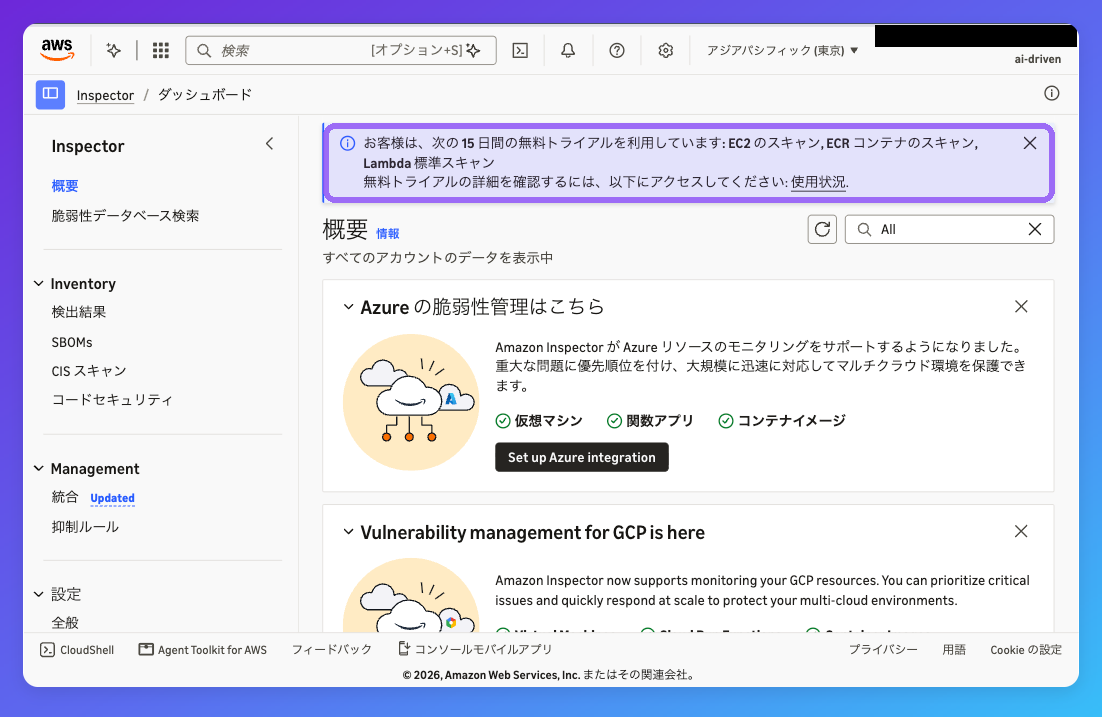 aws
検索
[オプション+S]
アジアパシフィック (東京) ▼
ai-driven
Inspector / ダッシュボード
Inspector
概要
脆弱性データベース検索
Inventory
検出結果
SBOMs
CIS スキャン
コードセキュリティ
Management
統合 Updated
抑制ルール
設定
全般
お客様は、次の 15 日間の無料トライアルを利用しています: EC2 のスキャン, ECR コンテナのスキャン,
Lambda 標準スキャン
無料トライアルの詳細を確認するには、以下にアクセスしてください: 使用状況.
概要 情報
All
すべてのアカウントのデータを表示中
Azure の脆弱性管理はこちら
Amazon Inspector が Azure リソースのモニタリングをサポートするようになりました。
重大な問題に優先順位を付け、大規模に迅速に対応してマルチクラウド環境を保護でき
ます。
仮想マシン 関数アプリ コンテナイメージ
Set up Azure integration
Vulnerability management for GCP is here
Amazon Inspector now supports monitoring your GCP resources. You can prioritize critical
issues and quickly respond at scale to protect your multi-cloud environments.
CloudShell
Agent Toolkit for AWS
フィードバック
コンソールモバイルアプリ
プライバシー
用語
Cookie の設定
© 2026, Amazon Web Services, Inc. またはその関連会社。